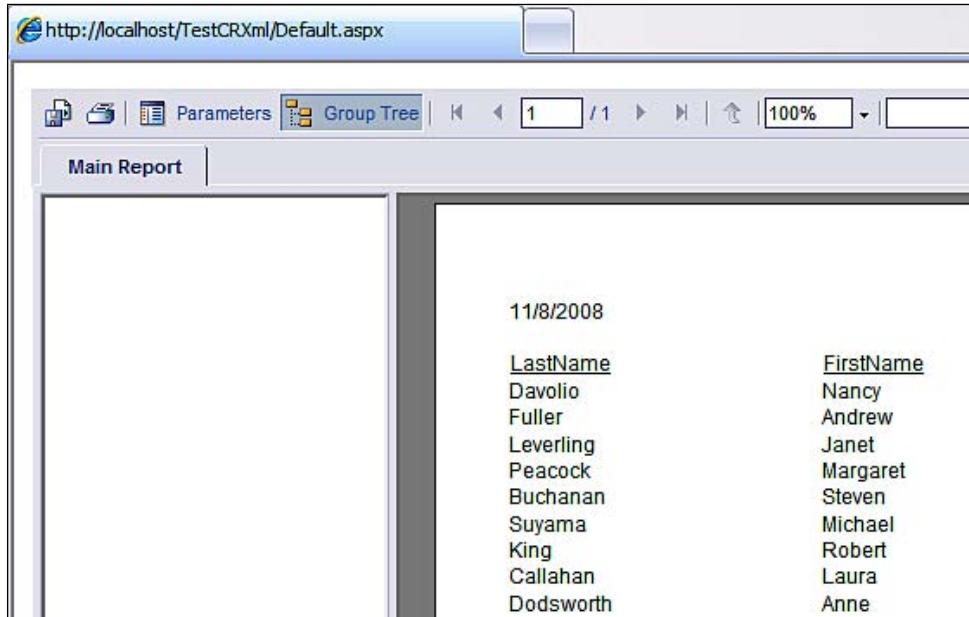 http://localhost/TestCRXml/Default.aspx
Parameters Group Tree 1 / 1 100%
Main Report
11/8/2008
LastName FirstName
Davolio Nancy
Fuller Andrew
Leverling Janet
Peacock Margaret
Buchanan Steven
Suyama Michael
King Robert
Callahan Laura
Dodsworth Anne